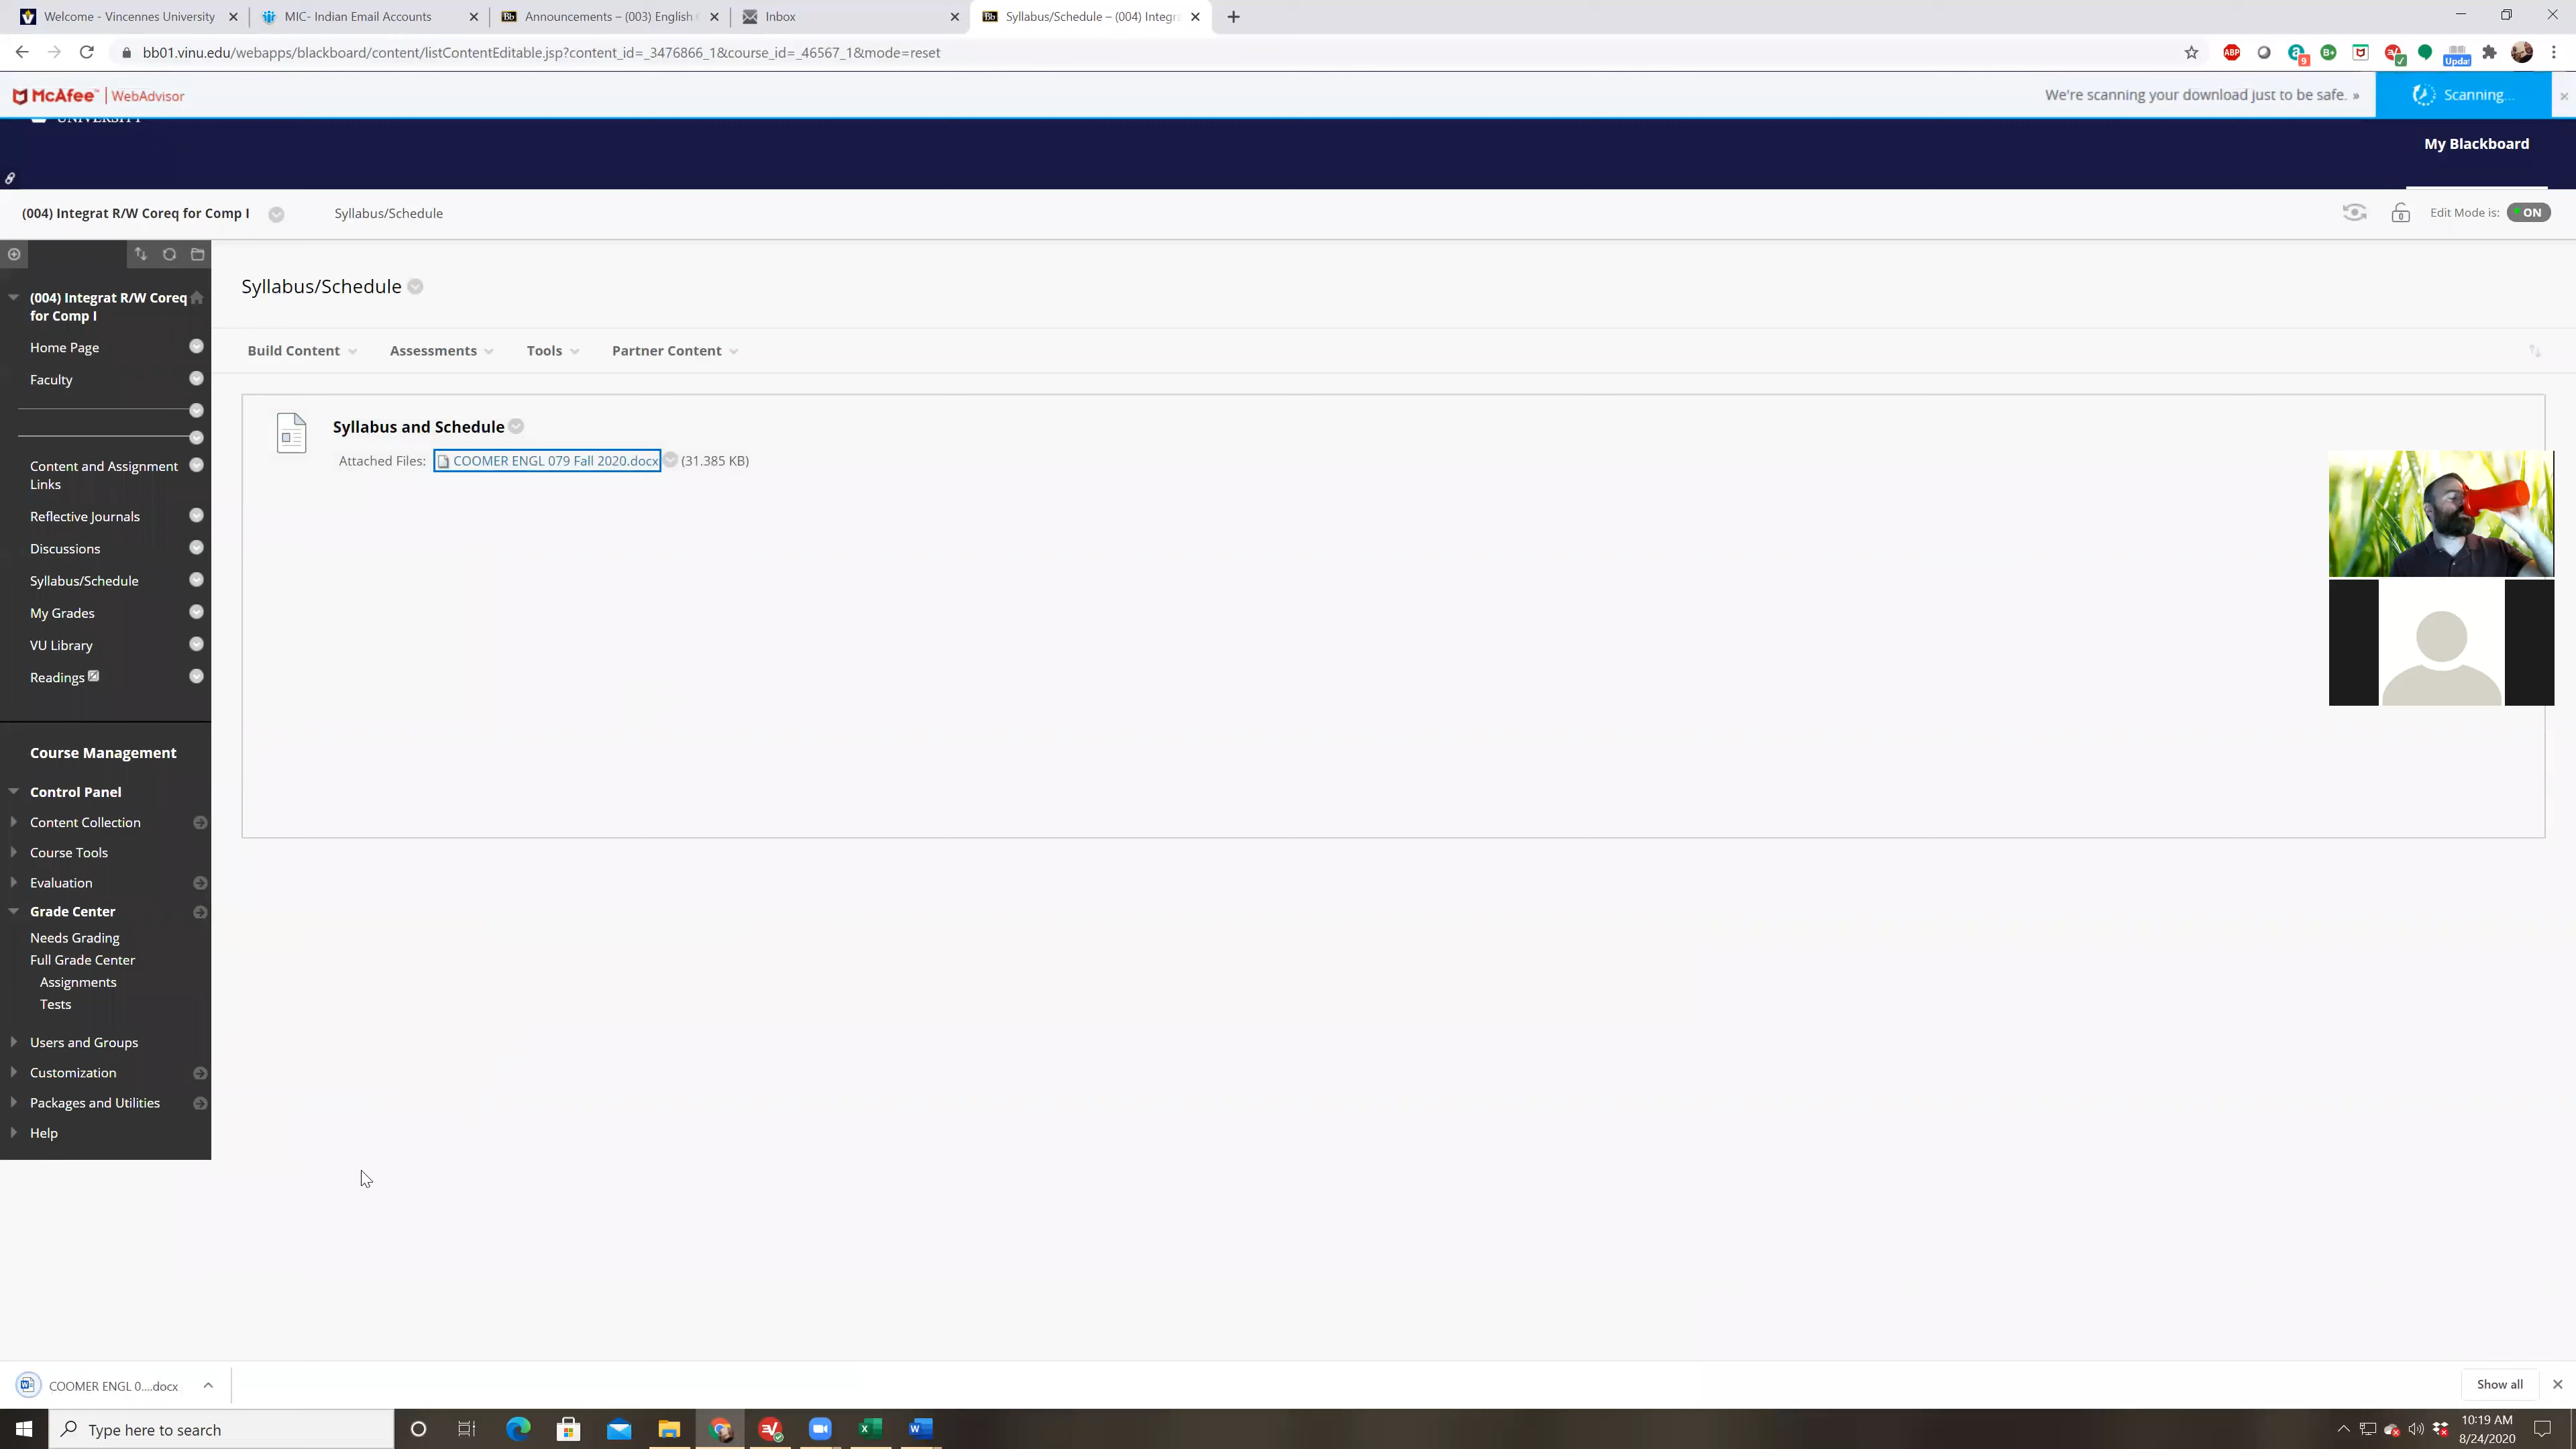 Welcome - Vincennes University
MIC- Indian Email Accounts
Bb Announcements – (003) English
Inbox
Bb Syllabus/Schedule – (004) Integr
bb01.vinu.edu/webapps/blackboard/content/listContentEditable.jsp?content_id=_3476866_1&course_id=_46567_1&mode=reset
ABP
9
B+
Upda
McAfee™ | WebAdvisor
We're scanning your download just to be safe. »
Scanning...
UNIVERSITY
My Blackboard
(004) Integrat R/W Coreq for Comp I
Syllabus/Schedule
Edit Mode is:
ON
(004) Integrat R/W Coreq
for Comp I
Home Page
Faculty
Content and Assignment
Links
Reflective Journals
Discussions
Syllabus/Schedule
My Grades
VU Library
Readings
Course Management
Control Panel
Content Collection
Course Tools
Evaluation
Grade Center
Needs Grading
Full Grade Center
Assignments
Tests
Users and Groups
Customization
Packages and Utilities
Help
Syllabus/Schedule
Build Content
Assessments
Tools
Partner Content
Syllabus and Schedule
Attached Files: COOMER ENGL 079 Fall 2020.docx (31.385 KB)
COOMER ENGL 0....docx
Show all
Type here to search
10:19 AM
8/24/2020